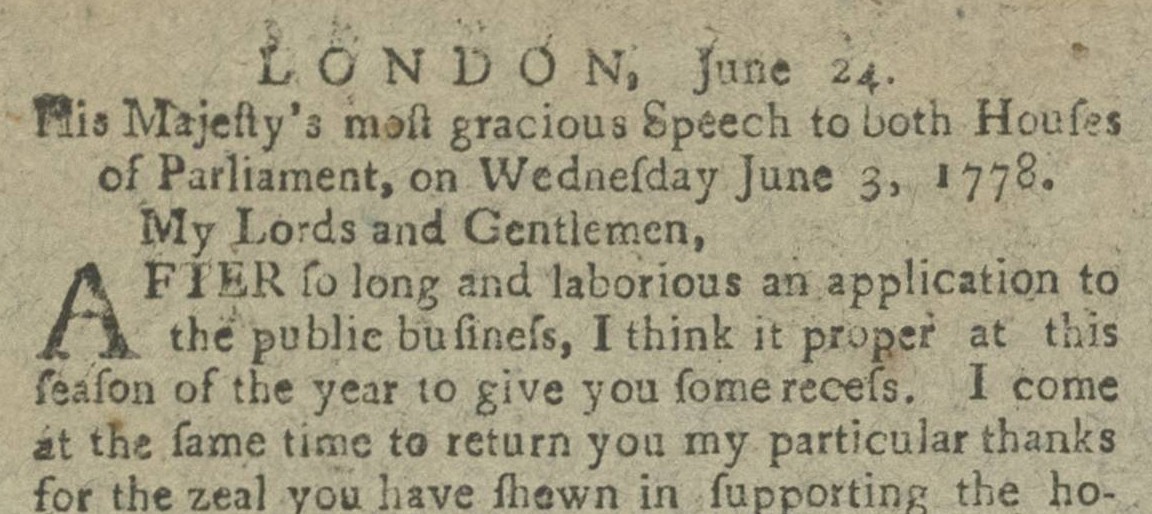 LONDON, June 24.
His Majeſty's moſt gracious Speech to both Houſes
of Parliament, on Wedneſday June 3, 1778.
My Lords and Gentlemen,
AFTER ſo long and laborious an application to
the public buſineſs, I think it proper at this
ſeaſon of the year to give you ſome receſs. I come
at the ſame time to return you my particular thanks
for the zeal you have ſhewn in ſupporting the ho-